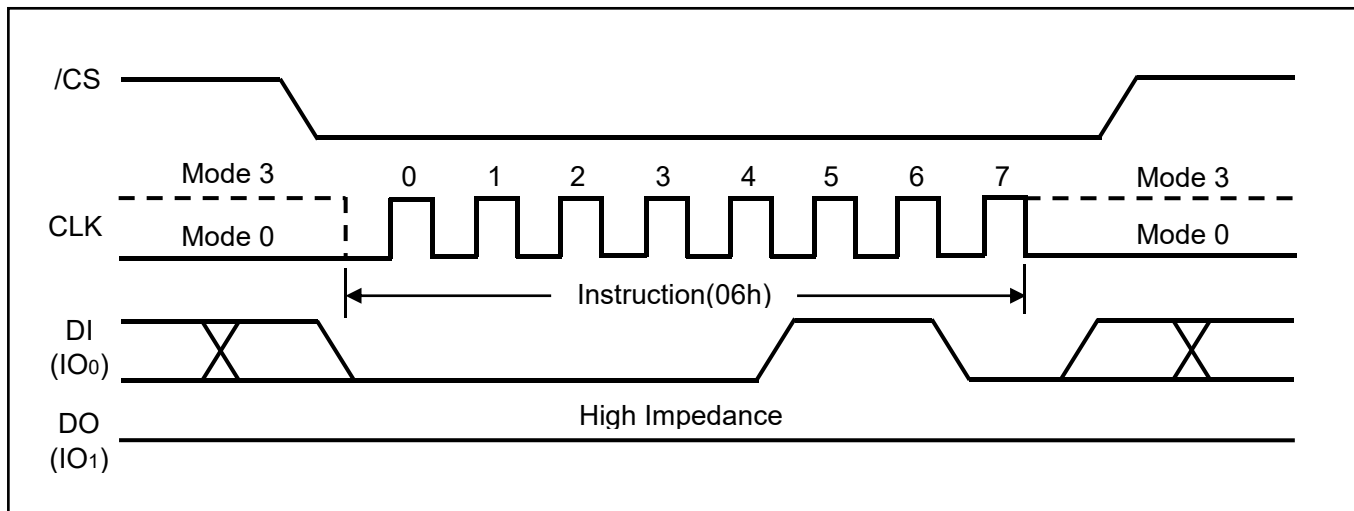 /CS
Mode 3
0 1 2 3 4 5 6 7
Mode 3
CLK
Mode 0
Mode 0
Instruction(06h)
DI
(IO0)
High Impedance
DO
(IO1)